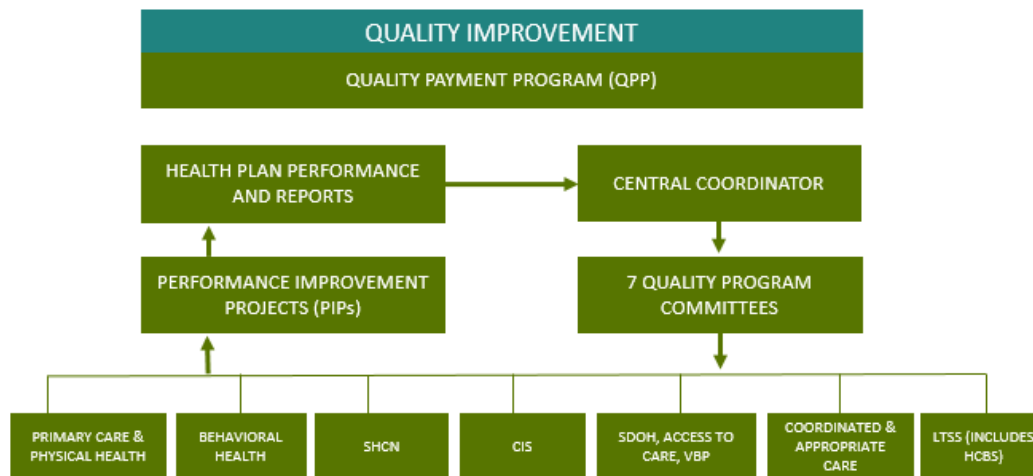 QUALITY IMPROVEMENT
QUALITY PAYMENT PROGRAM (QPP)
HEALTH PLAN PERFORMANCE
AND REPORTS
CENTRAL COORDINATOR
PERFORMANCE IMPROVEMENT
PROJECTS (PIPs)
7 QUALITY PROGRAM
COMMITTEES
PRIMARY CARE &
PHYSICAL HEALTH
BEHAVIORAL
HEALTH
SHCN
CIS
SDOH, ACCESS TO
CARE, VBP
COORDINATED &
APPROPRIATE
CARE
LTSS (INCLUDES
HCBS)